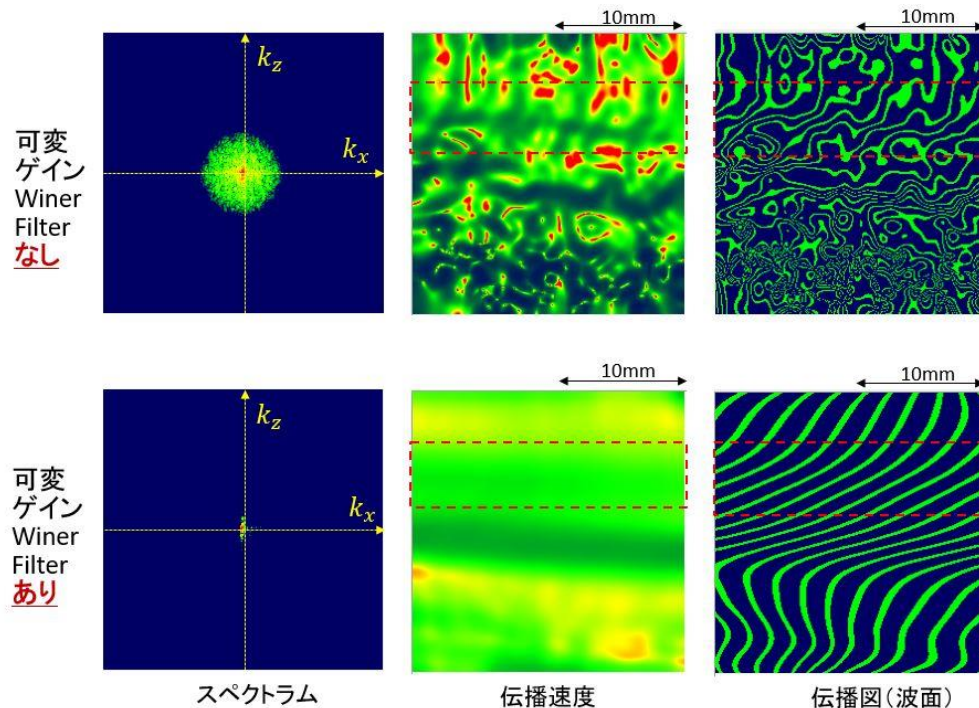 10mm
10mm
k_z
k_x
可変
ゲイン
Winer
Filter
なし
10mm
10mm
k_z
k_x
可変
ゲイン
Winer
Filter
あり
スペクトラム
伝播速度
伝播図(波面)